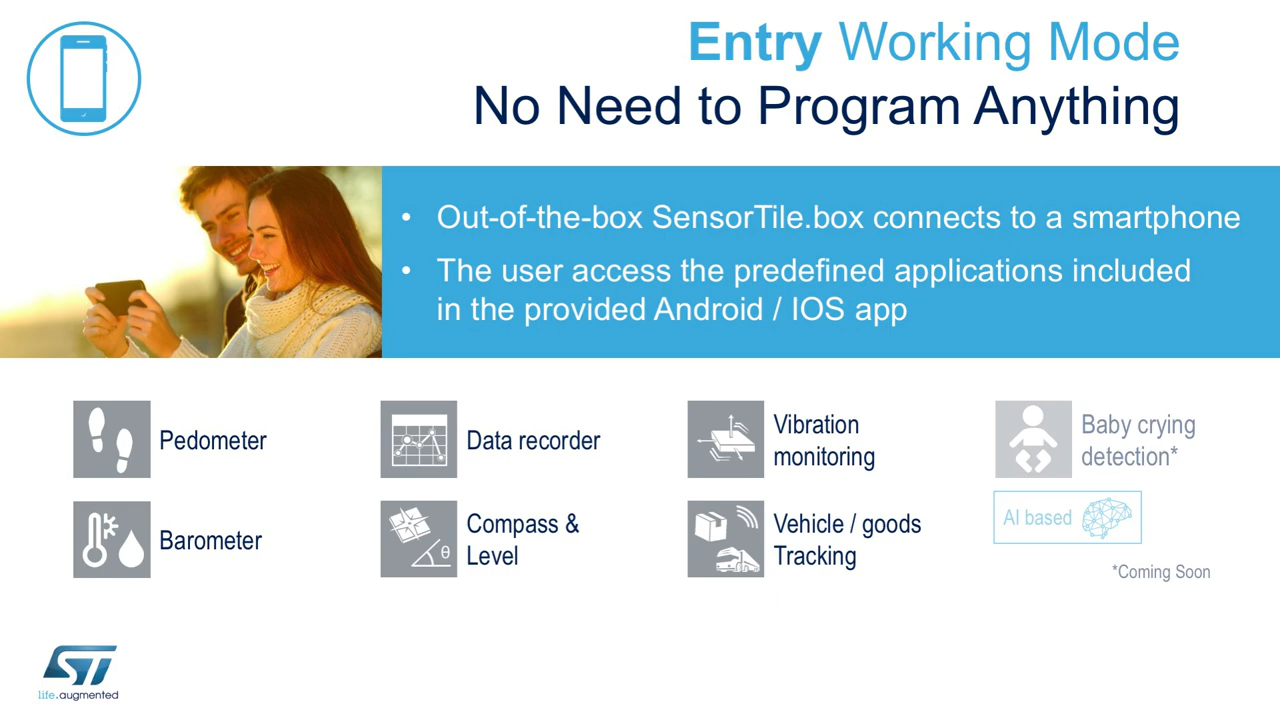 Entry Working Mode
No Need to Program Anything
• Out-of-the-box SensorTile.box connects to a smartphone
• The user access the predefined applications included
in the provided Android / IOS app
Pedometer
Data recorder
Vibration
monitoring
Baby crying
detection*
Barometer
Compass &
Level
θ
Vehicle / goods
Tracking
AI based
*Coming Soon
ST
life.augmented